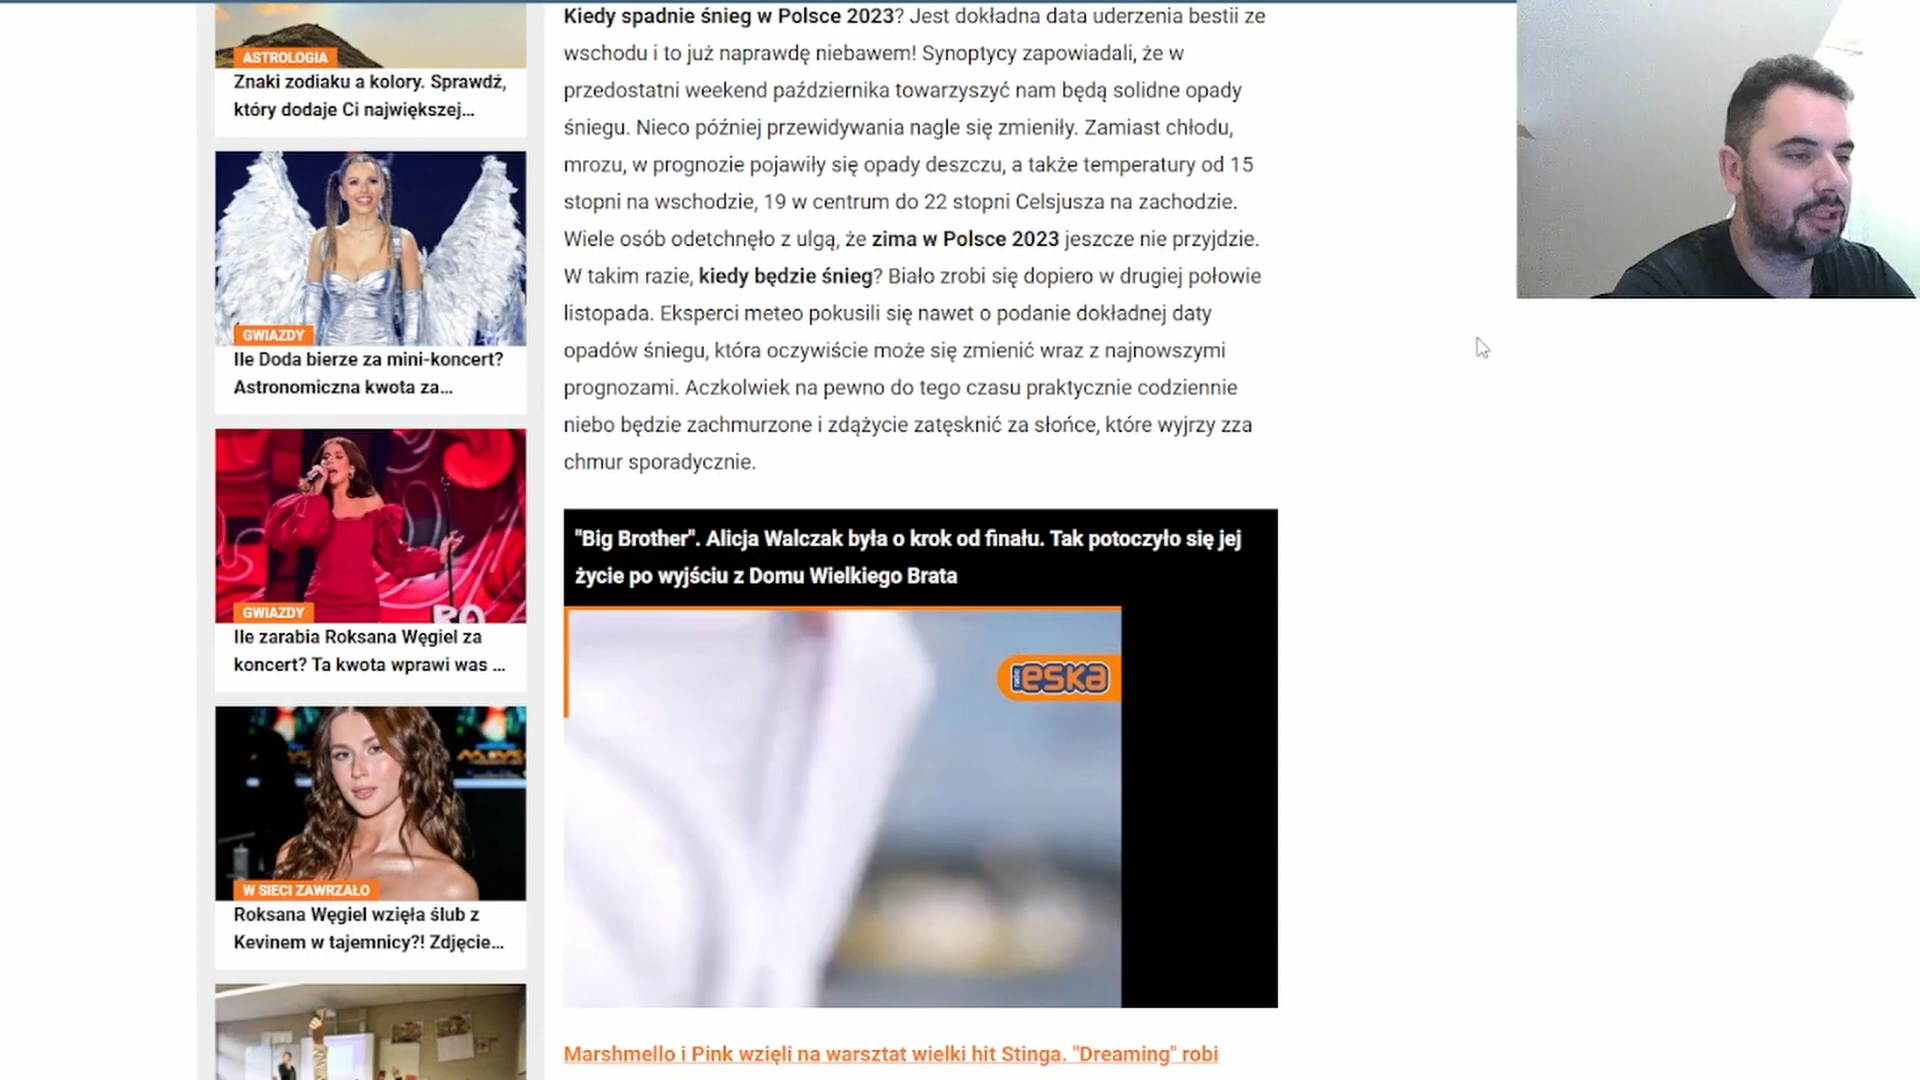 ASTROLOGIA
Znaki zodiaku a kolory. Sprawdź,
który dodaje Ci największej...
GWIAZDY
Ile Doda bierze za mini-koncert?
Astronomiczna kwota za...
GWIAZDY
Ile zarabia Roksana Węgiel za
koncert? Ta kwota wprawi was ...
W SIECI ZAWRZAŁO
Roksana Węgiel wzięła ślub z
Kevinem w tajemnicy?! Zdjęcie...
Kiedy spadnie śnieg w Polsce 2023? Jest dokładna data uderzenia bestii ze
wschodu i to już naprawdę niebawem! Synoptycy zapowiadali, że w
przedostatni weekend października towarzyszyć nam będą solidne opady
śniegu. Nieco później przewidywania nagle się zmieniły. Zamiast chłodu,
mrozu, w prognozie pojawiły się opady deszczu, a także temperatury od 15
stopni na wschodzie, 19 w centrum do 22 stopni Celsjusza na zachodzie.
Wiele osób odetchnęło z ulgą, że zima w Polsce 2023 jeszcze nie przyjdzie.
W takim razie, kiedy będzie śnieg? Biało zrobi się dopiero w drugiej połowie
listopada. Eksperci meteo pokusili się nawet o podanie dokładnej daty
opadów śniegu, która oczywiście może się zmienić wraz z najnowszymi
prognozami. Aczkolwiek na pewno do tego czasu praktycznie codziennie
niebo będzie zachmurzone i zdążycie zatęsknić za słońce, które wyjrzy zza
chmur sporadycznie.
"Big Brother". Alicja Walczak była o krok od finału. Tak potoczyło się jej
życie po wyjściu z Domu Wielkiego Brata
radio eska
Marshmello i Pink wzięli na warsztat wielki hit Stinga. "Dreaming" robi